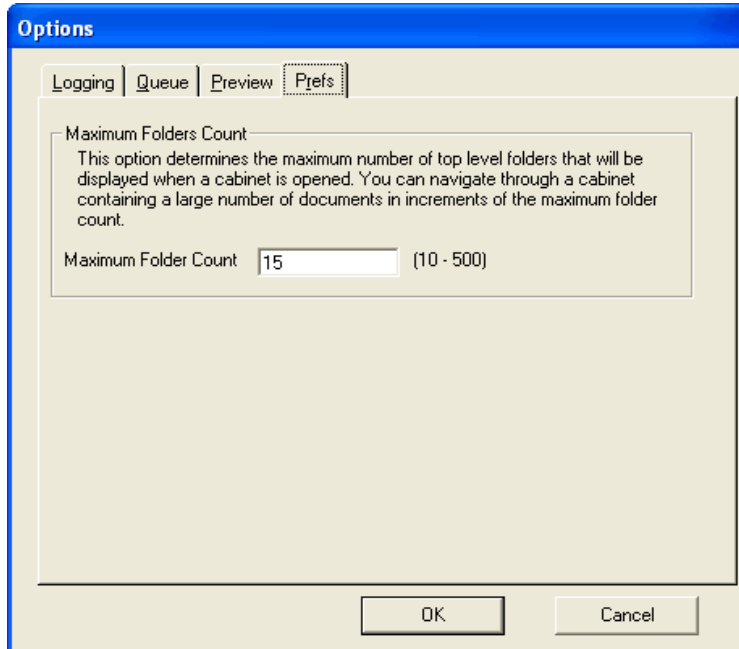 Options
Logging Queue Preview Prefs
Maximum Folders Count
This option determines the maximum number of top level folders that will be
displayed when a cabinet is opened. You can navigate through a cabinet
containing a large number of documents in increments of the maximum folder
count.
Maximum Folder Count 15 (10 - 500)
OK Cancel